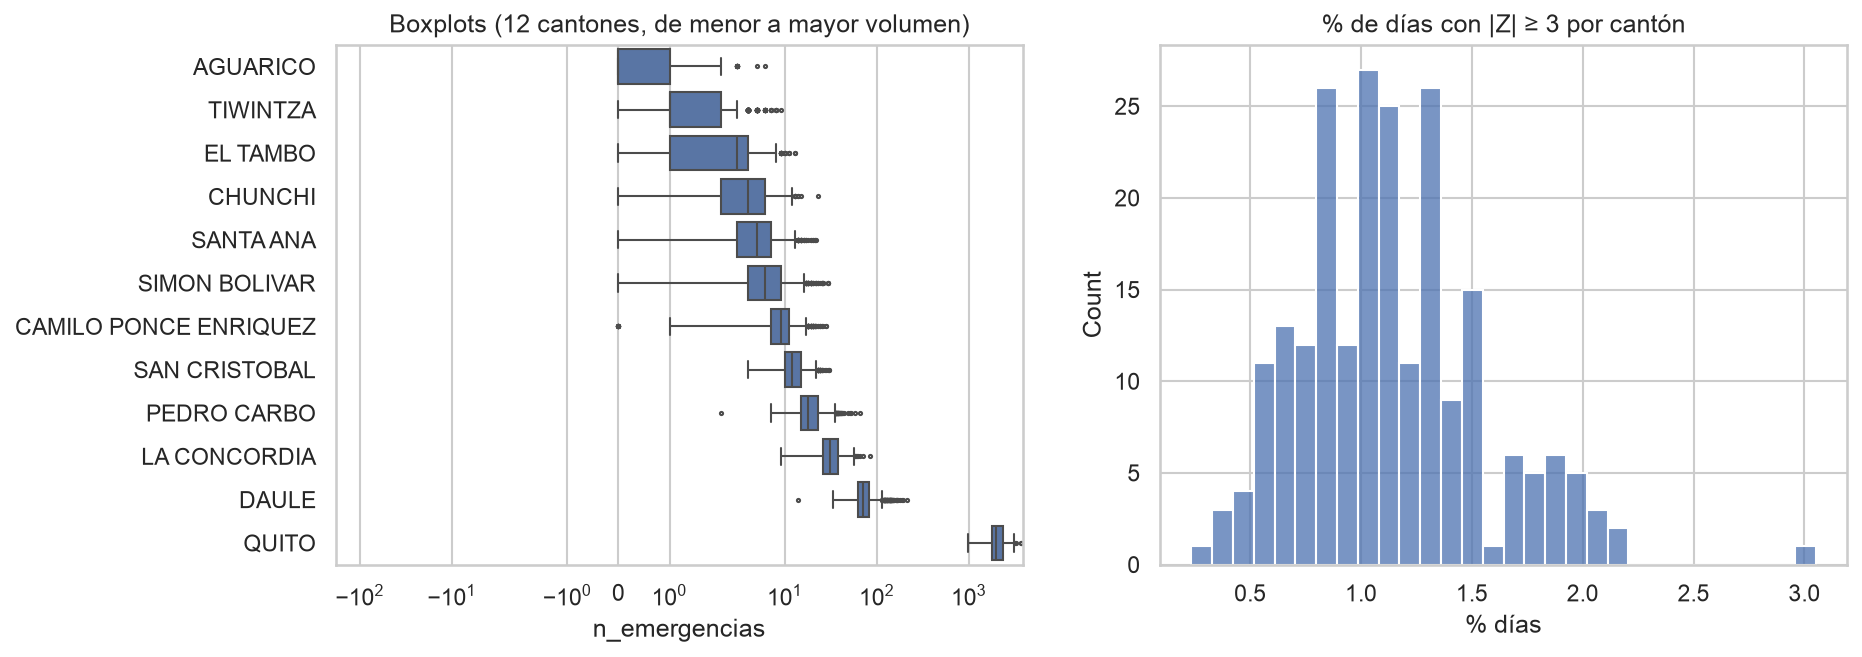 Boxplots (12 cantones, de menor a mayor volumen)
AGUARICO
TIWINTZA
EL TAMBO
CHUNCHI
SANTA ANA
SIMON BOLIVAR
CAMILO PONCE ENRIQUEZ
SAN CRISTOBAL
PEDRO CARBO
LA CONCORDIA
DAULE
QUITO
−10² −10¹ −10⁰ 0 10⁰ 10¹ 10² 10³
n_emergencias
% de días con |Z| ≥ 3 por cantón
Count
25
20
15
10
5
0
0.5 1.0 1.5 2.0 2.5 3.0
% días